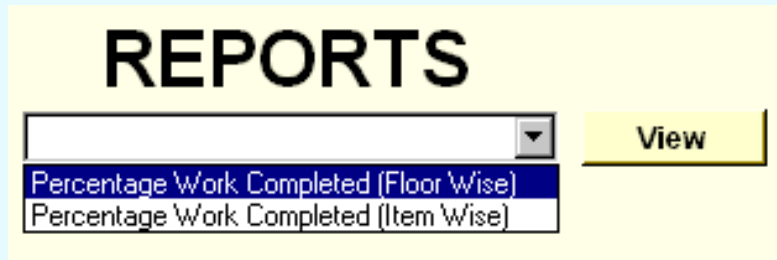 REPORTS
View
Percentage Work Completed (Floor Wise)
Percentage Work Completed (Item Wise)